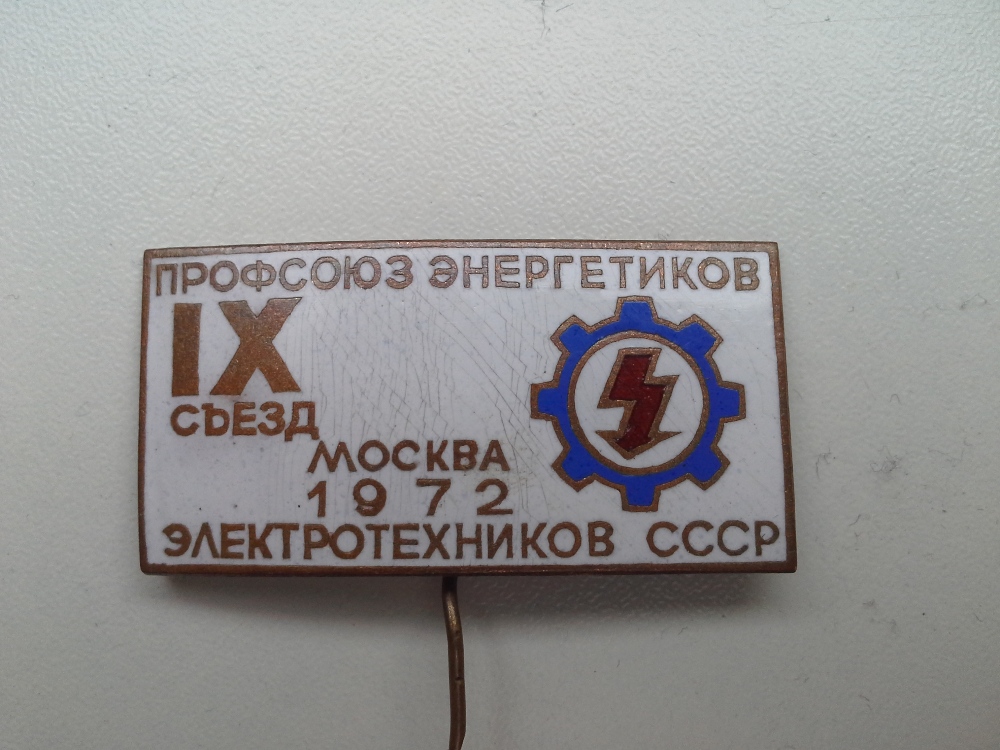 ПРОФСОЮЗ ЭНЕРГЕТИКОВ
IX
СЪЕЗД
МОСКВА
1972
ЭЛЕКТРОТЕХНИКОВ СССР